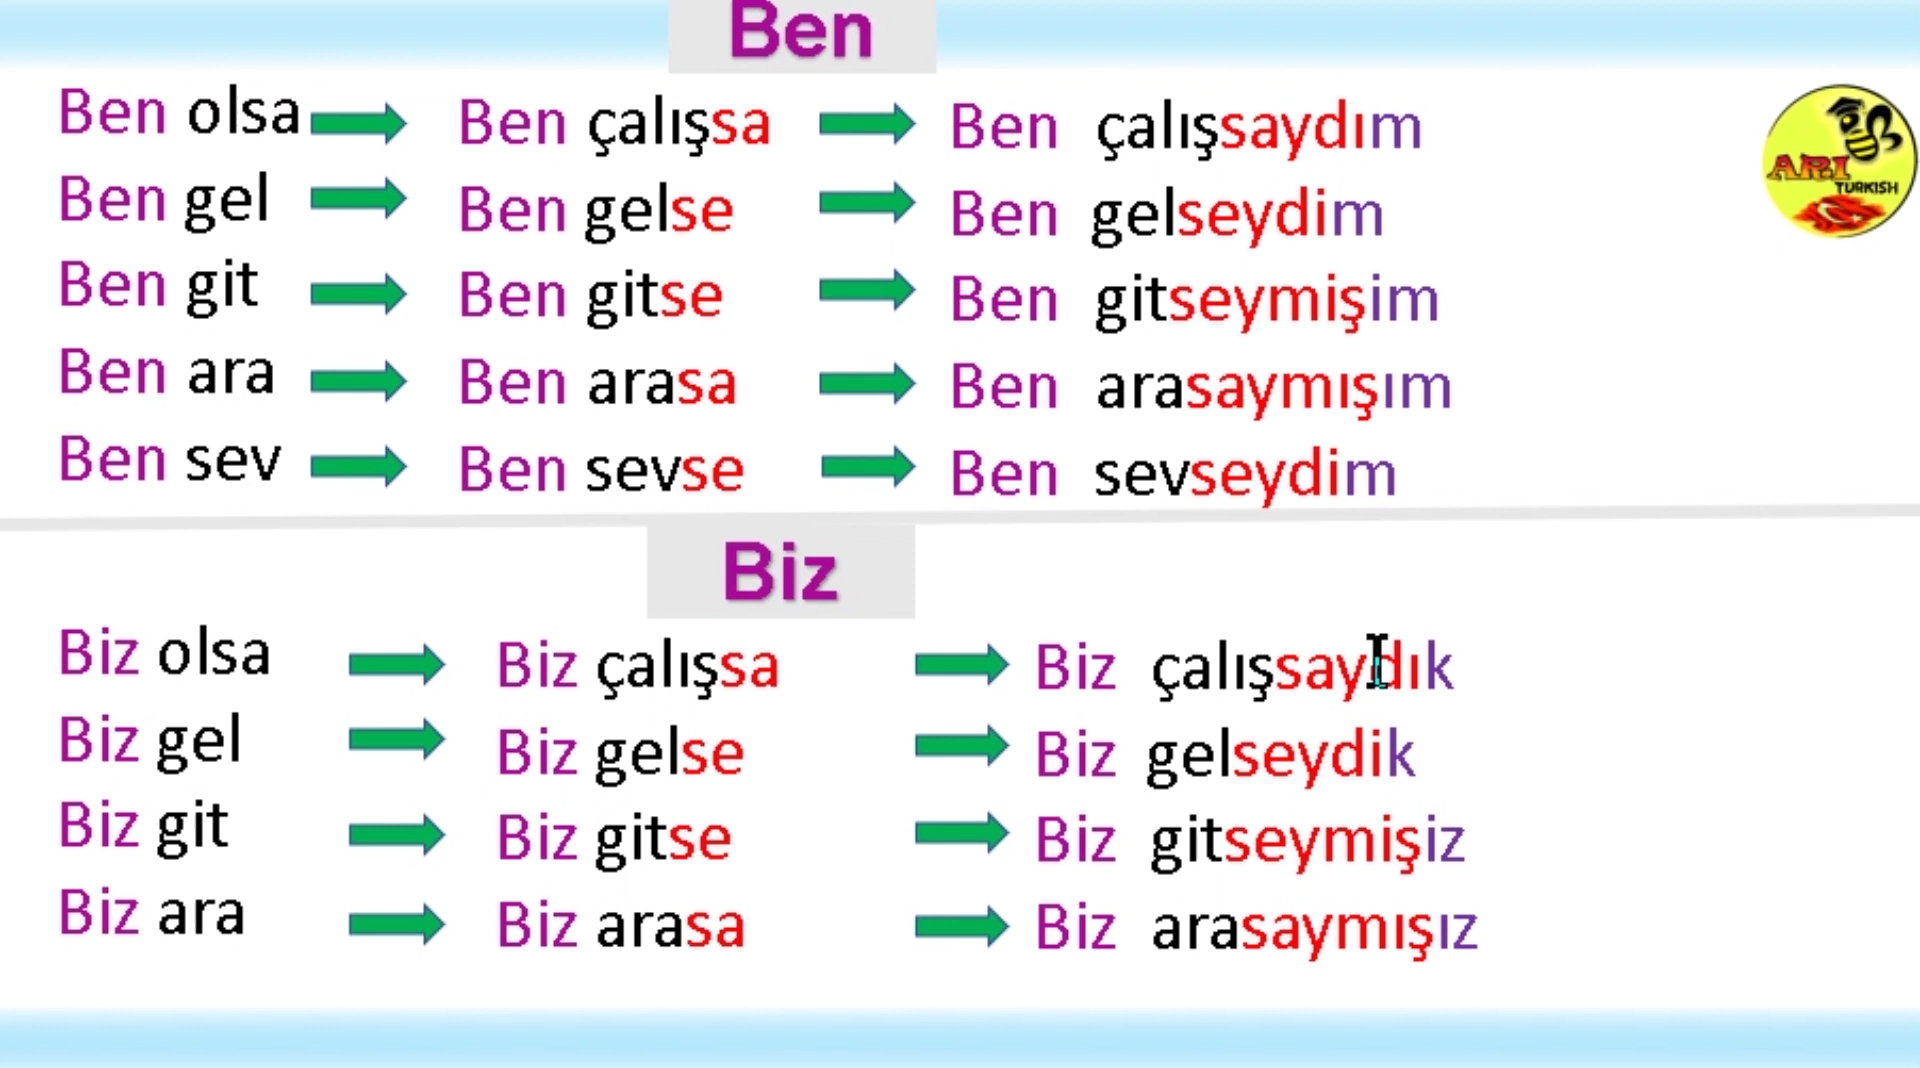 Ben
Ben olsa Ben çalışsa Ben çalışsaydım
Ben gel Ben gelse Ben gelseydim
Ben git Ben gitse Ben gitseymişim
Ben ara Ben arasa Ben arasaymışım
Ben sev Ben sevse Ben sevseydim
ARI
TURKISH
Biz
Biz olsa Biz çalışsa Biz çalışsaydık
Biz gel Biz gelse Biz gelseydik
Biz git Biz gitse Biz gitseymişiz
Biz ara Biz arasa Biz arasaymışız